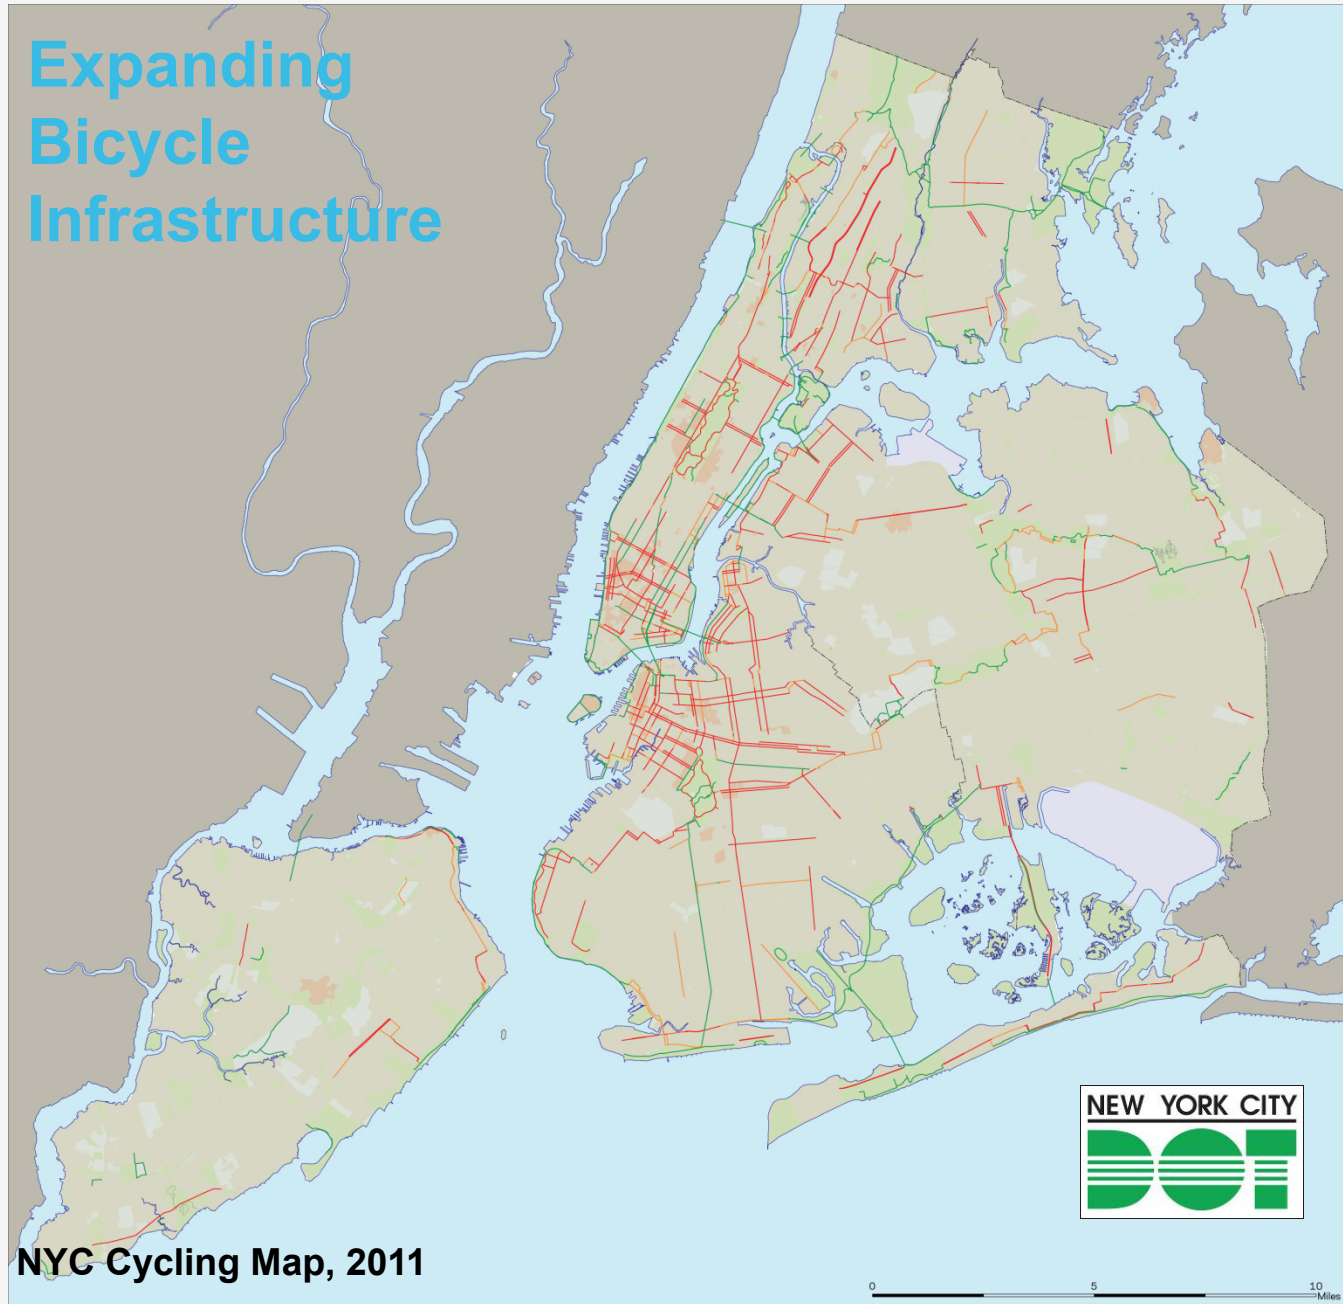 Expanding
Bicycle
Infrastructure
NEW YORK CITY
DOT
NYC Cycling Map, 2011
0 5 10
Miles